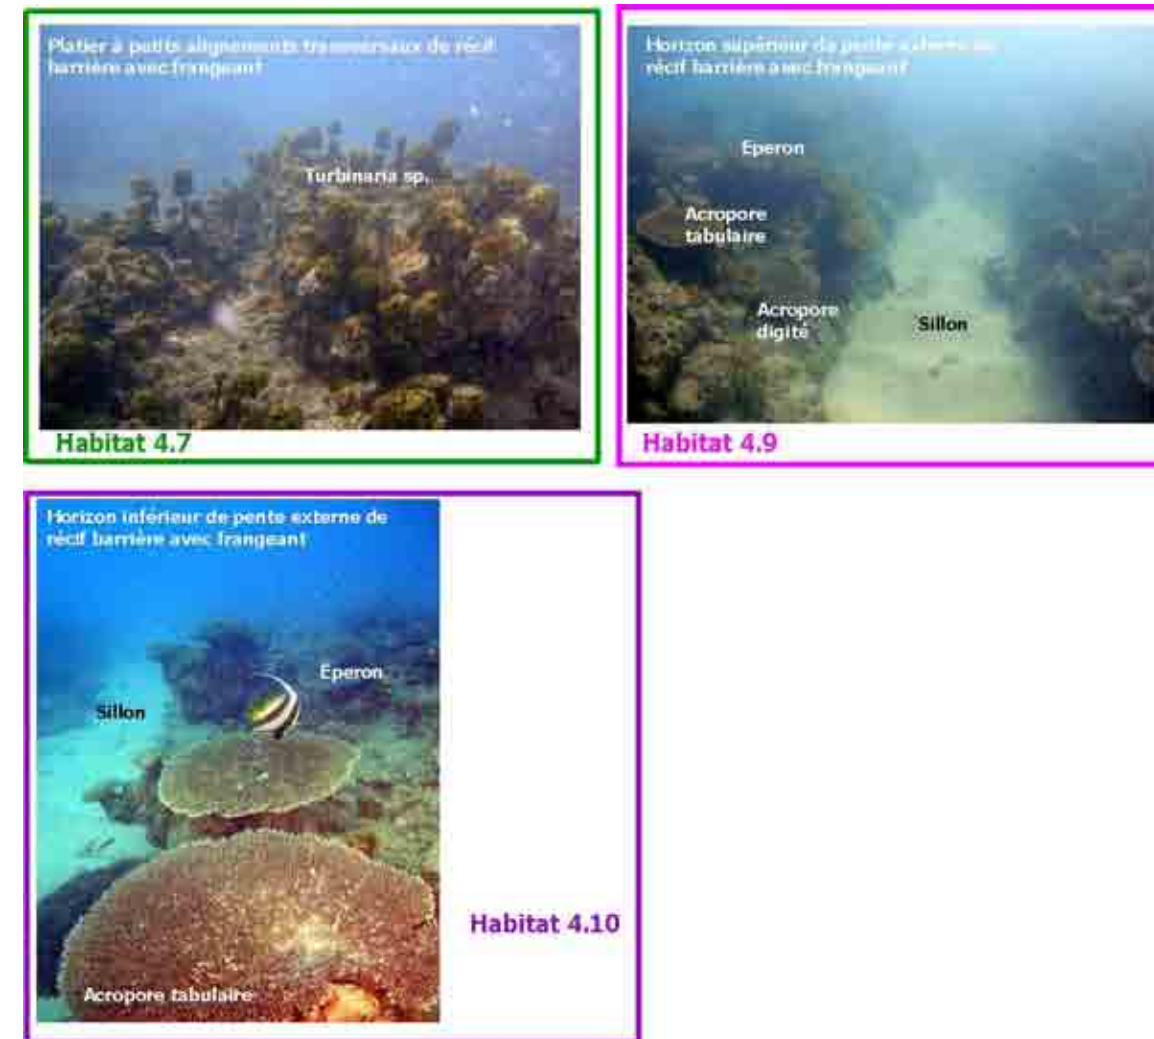 Platier à petits alignements transversaux de récif
barrière avec frangeant
Turbinaria sp.
Habitat 4.7
Horizon supérieur de pente externe de
récif barrière avec frangeant
Eperon
Acropore
tabulaire
Acropore
digité
Sillon
Habitat 4.9
Horizon inférieur de pente externe de
récif barrière avec frangeant
Eperon
Sillon
Acropore tabulaire
Habitat 4.10